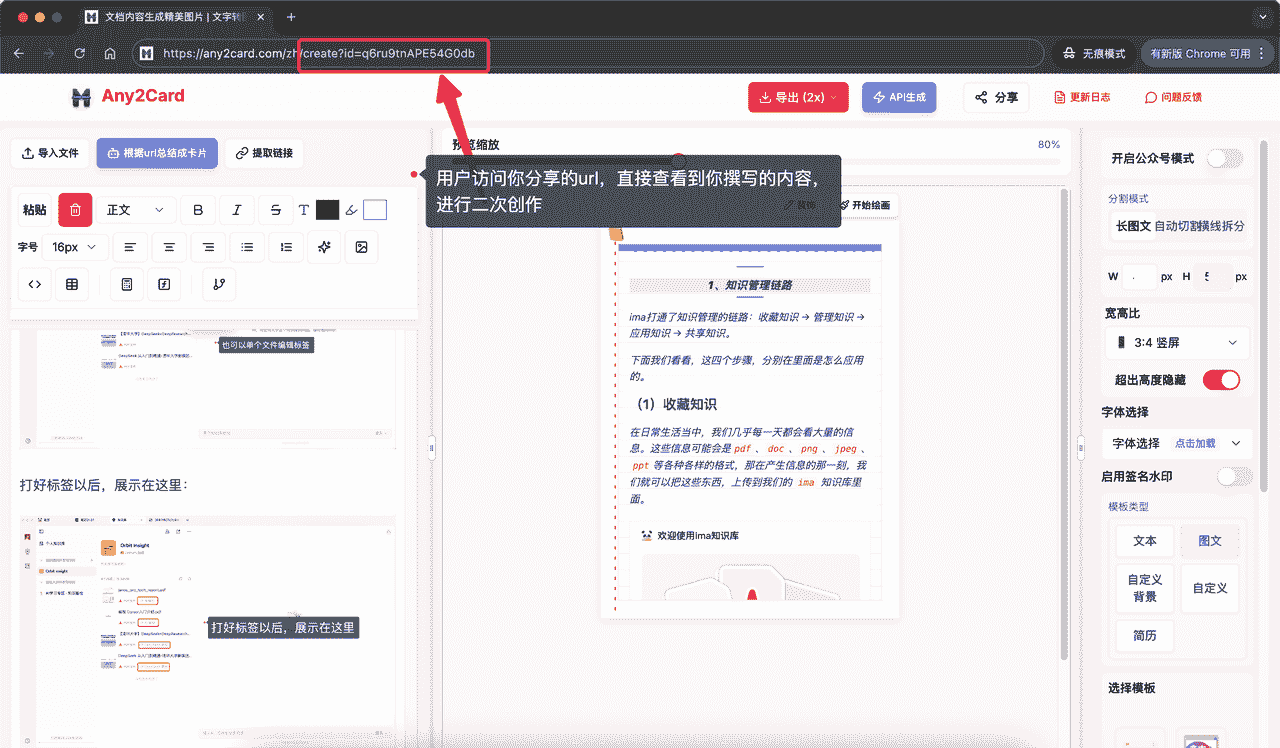 文档内容生成精美图片 | 文字转
https://any2card.com/zh/create?id=q6ru9tnAPE54G0db
无痕模式
有新版 Chrome 可用
Any2Card
导出 (2x)
API生成
分享
更新日志
问题反馈
导入文件
根据url总结成卡片
提取链接
预览缩放
80%
用户访问你分享的url，直接查看到你撰写的内容，
进行二次创作
开始绘画
粘贴
正文
B
I
S
T
字号
16px
也可以单个文件编辑标签
打好标签以后，展示在这里：
Orbit Insight
打好标签以后，展示在这里
1、知识管理链路
ima打通了知识管理的链路：收藏知识 → 管理知识 →
应用知识 → 共享知识。
下面我们看看，这四个步骤，分别在里面是怎么应用
的。
（1）收藏知识
在日常生活当中，我们几乎每一天都会看大量的信
息。这些信息可能会是 pdf 、 doc 、 png 、 jpeg 、
ppt 等各种各样的格式，那在产生信息的那一刻，我
们就可以把这些东西，上传到我们的 ima 知识库里
面。
欢迎使用ima知识库
开启公众号模式
分割模式
长图文 自动切割 横线拆分
W
px
H
px
宽高比
3:4 竖屏
超出高度隐藏
字体选择
字体选择
点击加载
启用签名水印
模板类型
文本
图文
自定义
背景
自定义
简历
选择模板